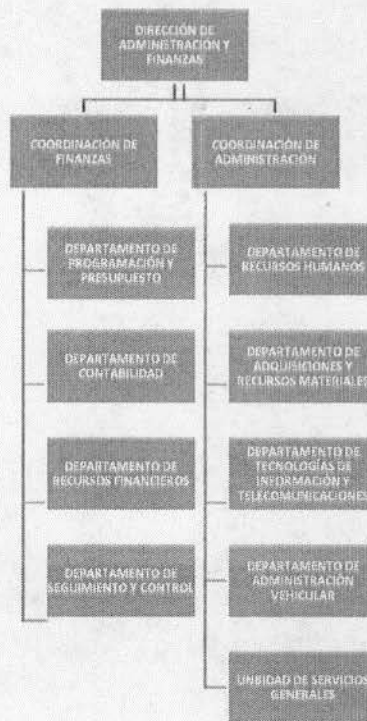 DIRECCIÓN DE
ADMINISTRACIÓN Y
FINANZAS
COORDINACIÓN DE
FINANZAS
COORDINACIÓN DE
ADMINISTRACIÓN
DEPARTAMENTO DE
PROGRAMACIÓN Y
PRESUPUESTO
DEPARTAMENTO DE
CONTABILIDAD
DEPARTAMENTO DE
RECURSOS FINANCIEROS
DEPARTAMENTO DE
SEGUIMIENTO Y CONTROL
DEPARTAMENTO DE
RECURSOS HUMANOS
DEPARTAMENTO DE
ADQUISICIONES Y
RECURSOS MATERIALES
DEPARTAMENTO DE
TECNOLOGÍAS DE
INFORMACIÓN Y
TELECOMUNICACIONES
DEPARTAMENTO DE
ADMINISTRACIÓN
VEHICULAR
UNBIDAD DE SERVICIOS
GENERALES